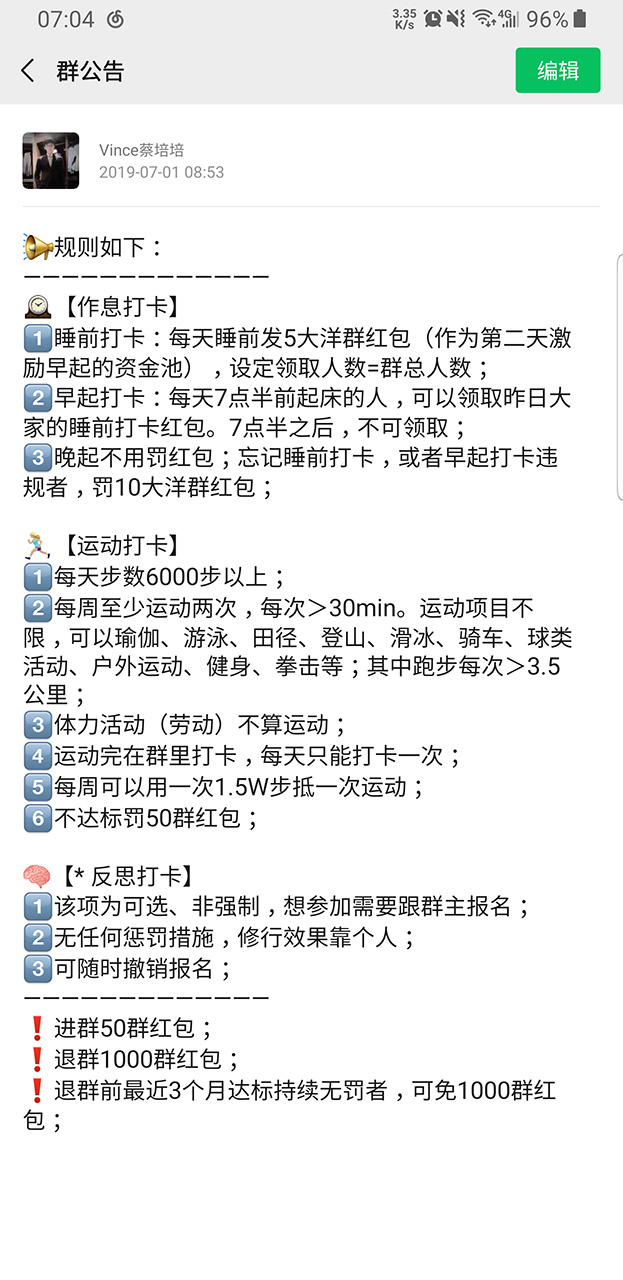 07:04
3.35 K/s 4G 96%
群公告
编辑
Vince蔡培培
2019-07-01 08:53
📢规则如下：
—————————————
🕰【作息打卡】
1️⃣睡前打卡：每天睡前发5大洋群红包（作为第二天激
励早起的资金池），设定领取人数=群总人数；
2️⃣早起打卡：每天7点半前起床的人，可以领取昨日大
家的睡前打卡红包。7点半之后，不可领取；
3️⃣晚起不用罚红包；忘记睡前打卡，或者早起打卡违
规者，罚10大洋群红包；
🏃🏼‍♀️【运动打卡】
1️⃣每天步数6000步以上；
2️⃣每周至少运动两次，每次＞30min。运动项目不
限，可以瑜伽、游泳、田径、登山、滑冰、骑车、球类
活动、户外运动、健身、拳击等；其中跑步每次＞3.5
公里；
3️⃣体力活动（劳动）不算运动；
4️⃣运动完在群里打卡，每天只能打卡一次；
5️⃣每周可以用一次1.5W步抵一次运动；
6️⃣不达标罚50群红包；
🧠【* 反思打卡】
1️⃣该项为可选、非强制，想参加需要跟群主报名；
2️⃣无任何惩罚措施，修行效果靠个人；
3️⃣可随时撤销报名；
—————————————
❗进群50群红包；
❗退群1000群红包；
❗退群前最近3个月达标持续无罚者，可免1000群红
包；